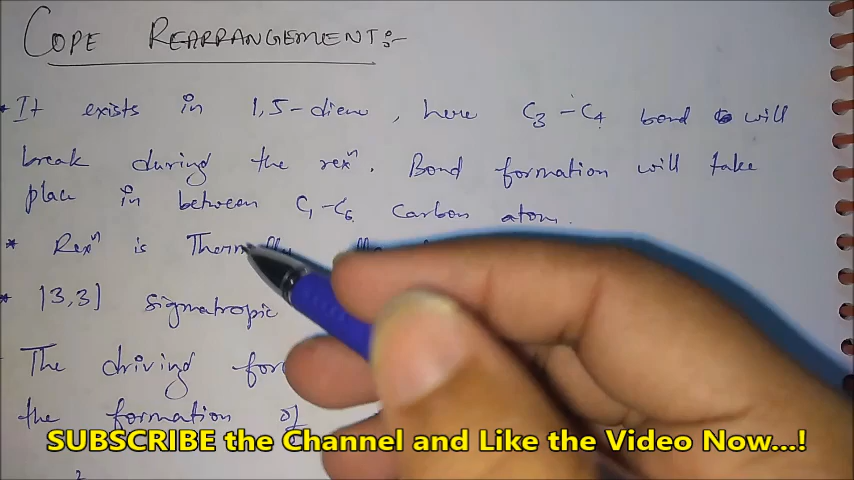 COPE REARRANGEMENT:-
* It exists in 1,5-diene, here C3-C4 bond will
break during the rexⁿ. Bond formation will take
place in between C1-C6 carbon atom.
* Rexⁿ is
* [3,3] sigmatropic
The driving
the formation of
SUBSCRIBE the Channel and Like the Video Now...!